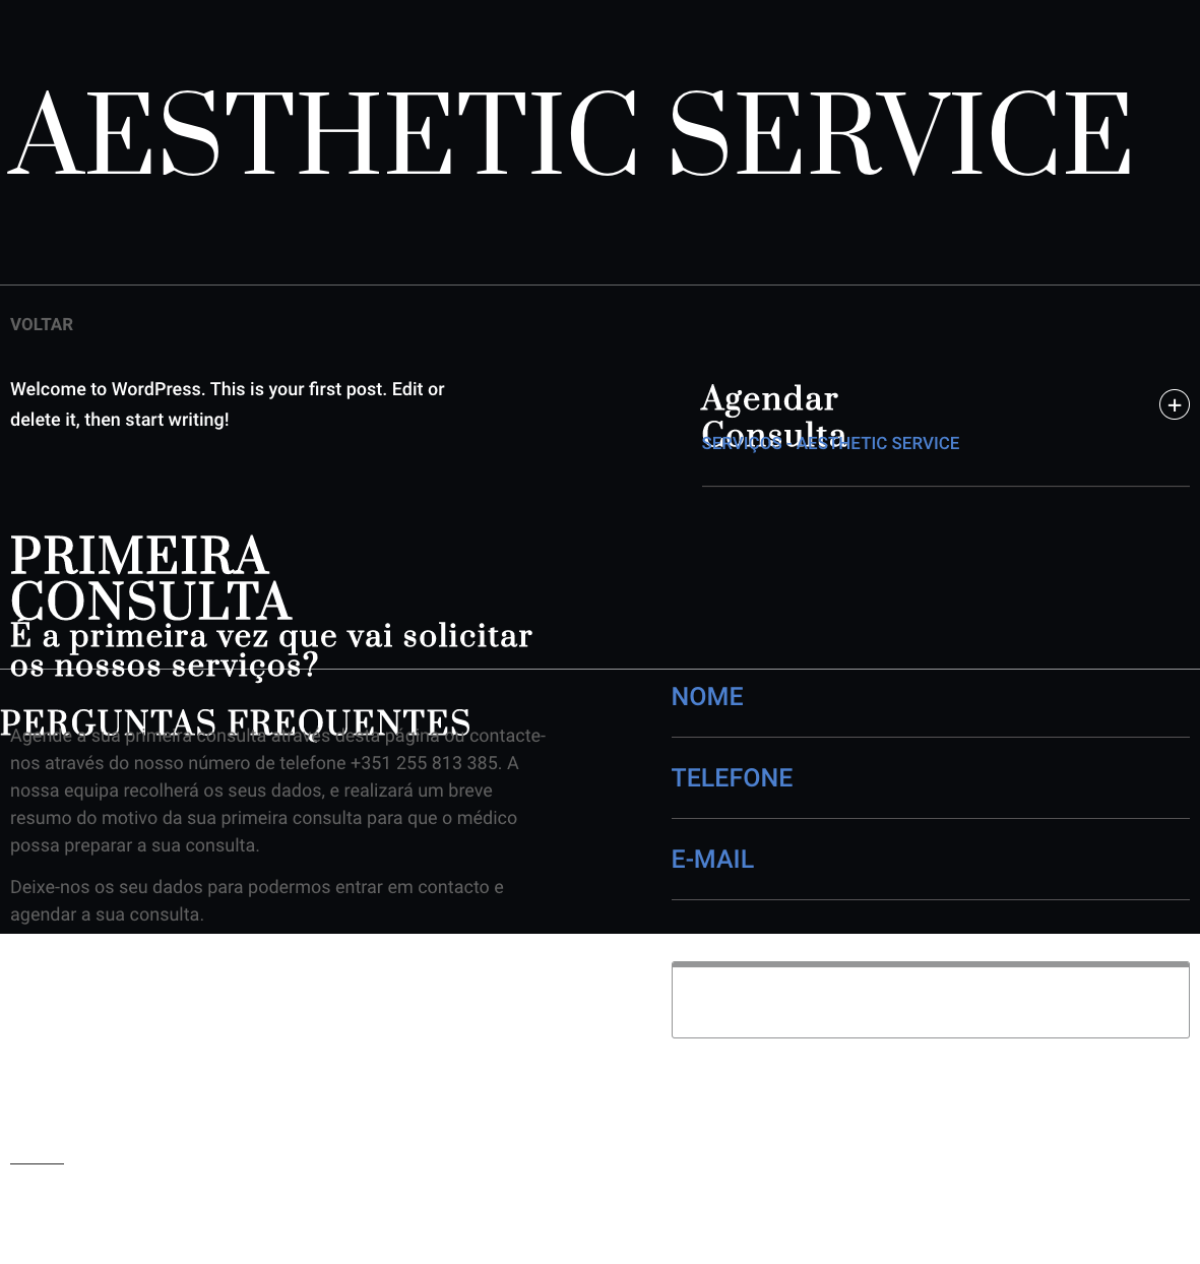 AESTHETIC SERVICE
VOLTAR
Welcome to WordPress. This is your first post. Edit or
delete it, then start writing!
Agendar
Consulta
SERVIÇOS - AESTHETIC SERVICE
PRIMEIRA
CONSULTA
É a primeira vez que vai solicitar
os nossos serviços?
PERGUNTAS FREQUENTES
Agende a sua primeira consulta através desta página ou contacte-
nos através do nosso número de telefone +351 255 813 385. A
nossa equipa recolherá os seus dados, e realizará um breve
resumo do motivo da sua primeira consulta para que o médico
possa preparar a sua consulta.
Deixe-nos os seu dados para podermos entrar em contacto e
agendar a sua consulta.
NOME
TELEFONE
E-MAIL